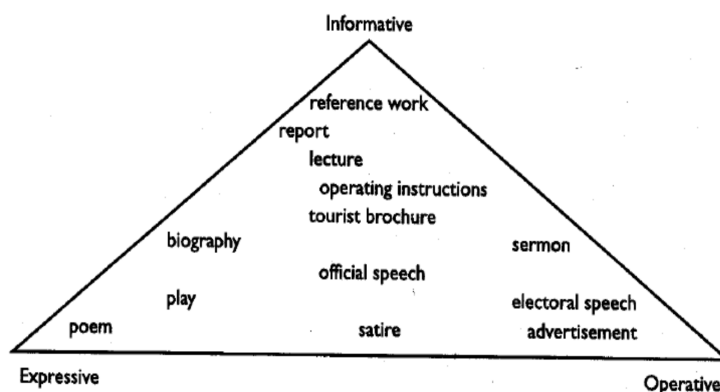 Informative
reference work
report
lecture
operating instructions
tourist brochure
biography
sermon
official speech
play
electoral speech
poem
satire
advertisement
Expressive
Operative